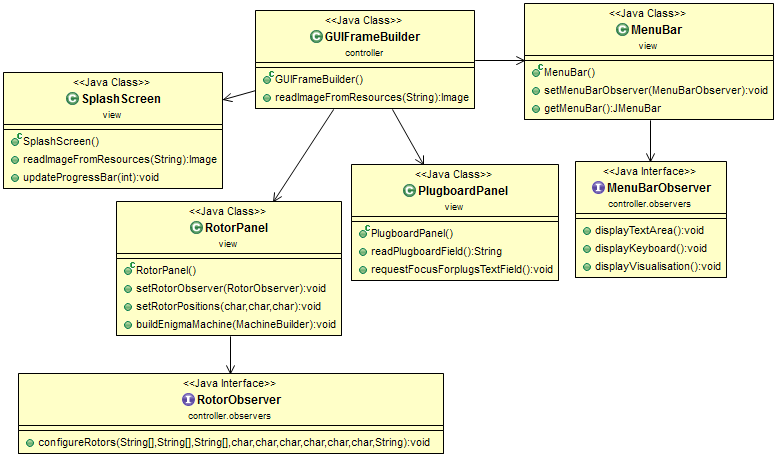 <<Java Class>>
GUIFrameBuilder
controller
GUIFrameBuilder()
readImageFromResources(String):Image
<<Java Class>>
MenuBar
view
MenuBar()
setMenuBarObserver(MenuBarObserver):void
getMenuBar():JMenuBar
<<Java Class>>
SplashScreen
view
SplashScreen()
readImageFromResources(String):Image
updateProgressBar(int):void
<<Java Class>>
PlugboardPanel
view
PlugboardPanel()
readPlugboardField():String
requestFocusForplugsTextField():void
<<Java Interface>>
MenuBarObserver
controller.observers
displayTextArea():void
displayKeyboard():void
displayVisualisation():void
<<Java Class>>
RotorPanel
view
RotorPanel()
setRotorObserver(RotorObserver):void
setRotorPositions(char,char,char):void
buildEnigmaMachine(MachineBuilder):void
<<Java Interface>>
RotorObserver
controller.observers
configureRotors(String[],String[],String[],char,char,char,char,char,char,String):void